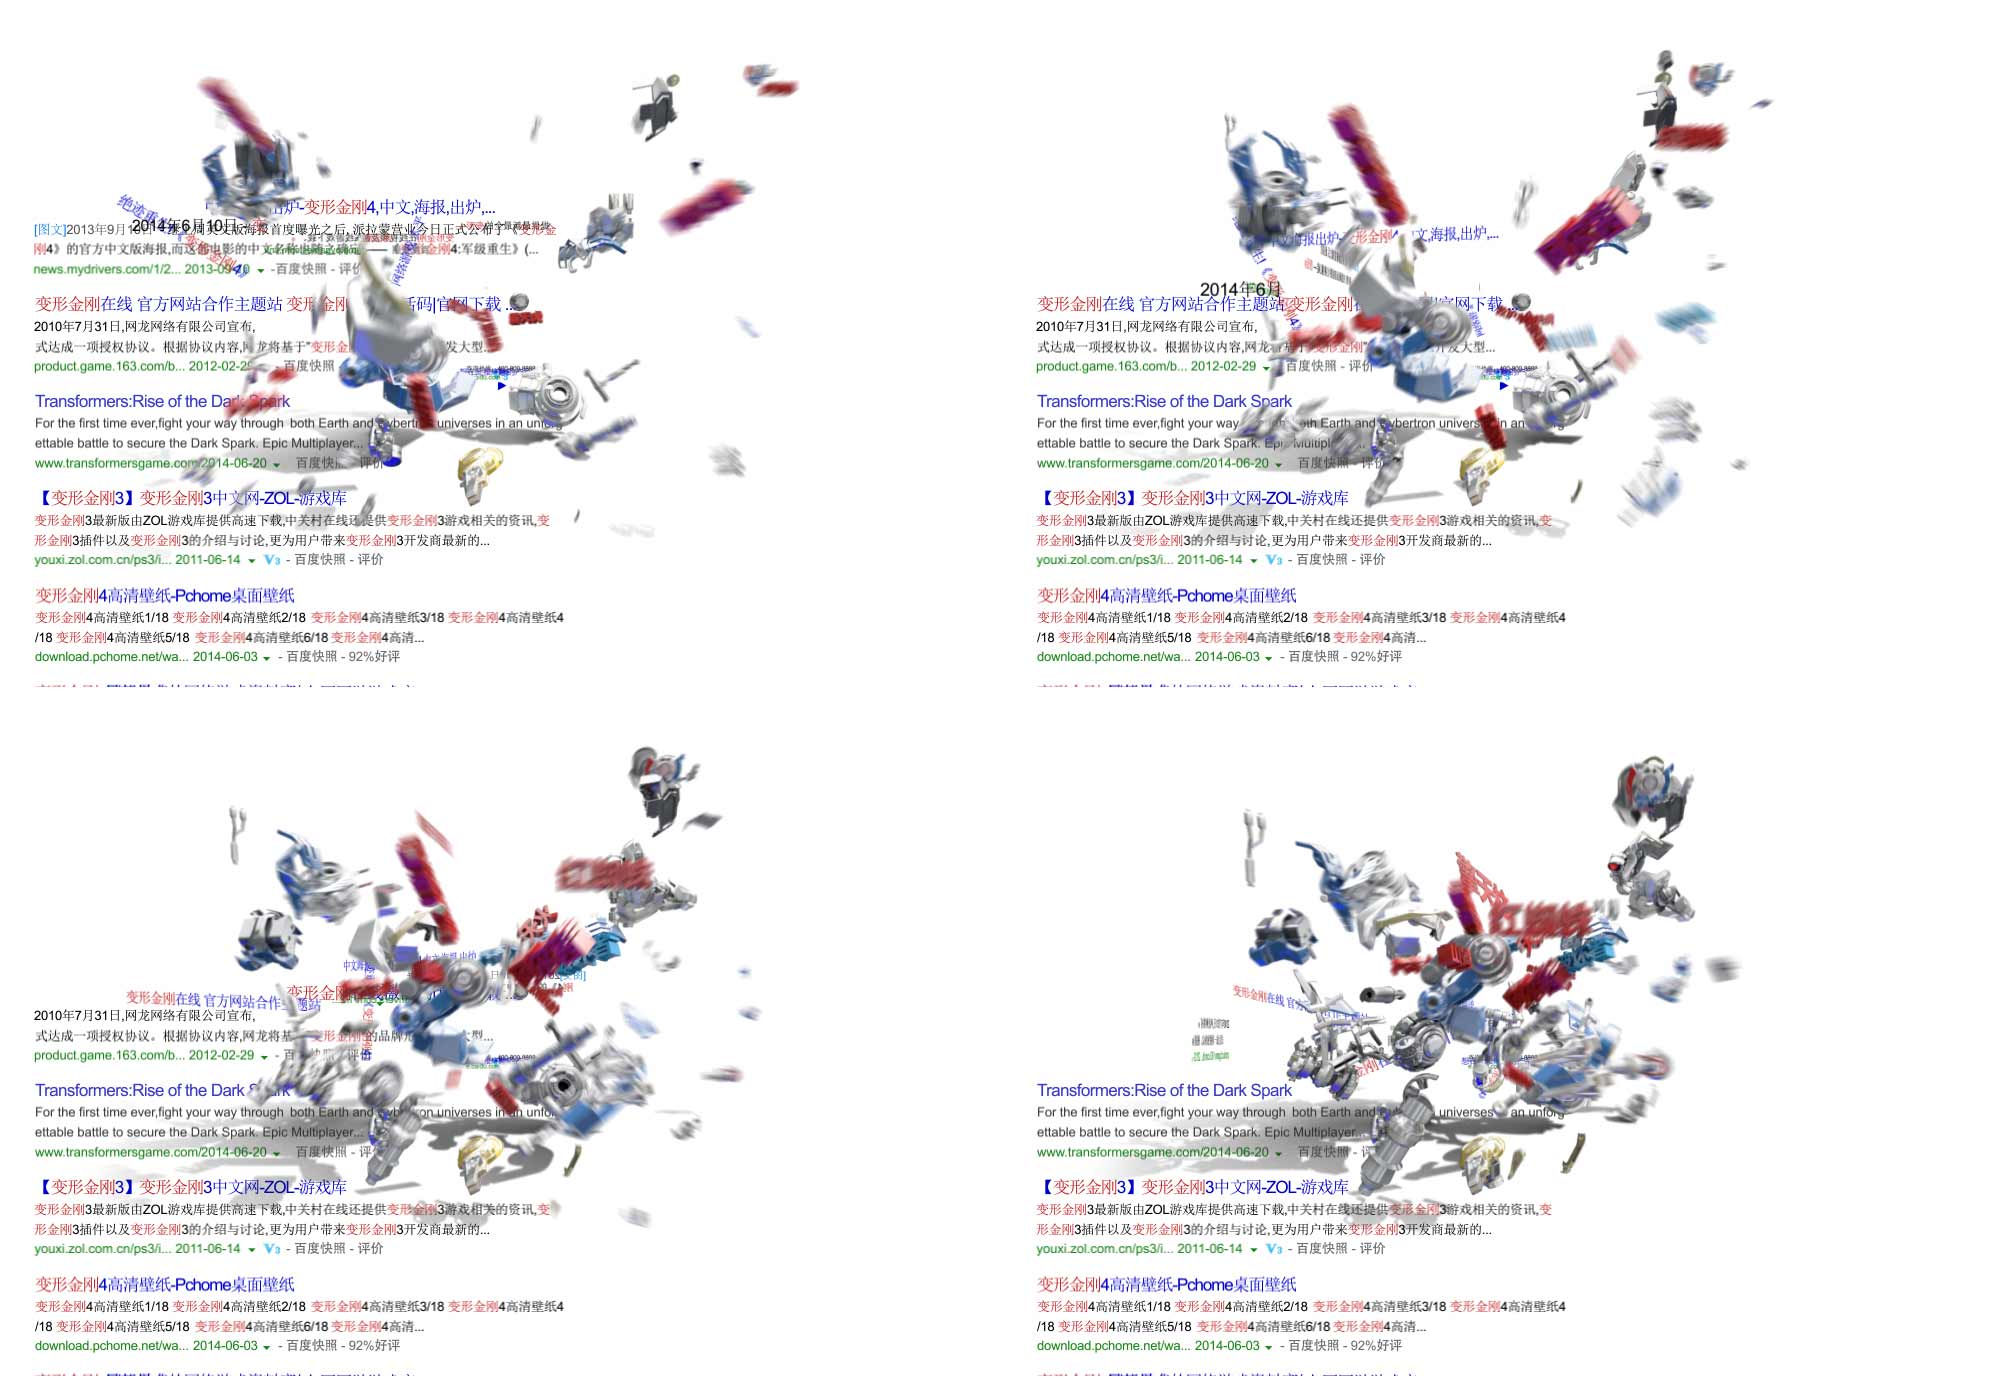 变形金刚4,中文,海报,出炉,...
[图文]2013年9月1
2014年6月10日
首度曝光之后, 派拉蒙营业今日正式公布了《变形金
刚4》的官方中文版海报,而这部电影的中文名称也随之确定 —— 《变形金刚4:军级重生》(...
news.mydrivers.com/1/2... 2013-09-10 - 百度快照 - 评价
变形金刚在线 官方网站合作主题站 变形金刚 活码|官网下载 ...
2010年7月31日,网龙网络有限公司宣布,
式达成一项授权协议。根据协议内容,网龙将基于"变形金 发大型...
product.game.163.com/b... 2012-02-29 - 百度快照
Transformers:Rise of the Dark Spark
For the first time ever,fight your way through both Earth and Cybertron universes in an unforg
ettable battle to secure the Dark Spark. Epic Multiplayer...
www.transformersgame.com/2014-06-20 百度快照 - 评价
【变形金刚3】变形金刚3中文网-ZOL-游戏库
变形金刚3最新版由ZOL游戏库提供高速下载,中关村在线还提供变形金刚3游戏相关的资讯,变
形金刚3插件以及变形金刚3的介绍与讨论,更为用户带来变形金刚3开发商最新的...
youxi.zol.com.cn/ps3/i... 2011-06-14 V3 - 百度快照 - 评价
变形金刚4高清壁纸-Pchome桌面壁纸
变形金刚4高清壁纸1/18 变形金刚4高清壁纸2/18 变形金刚4高清壁纸3/18 变形金刚4高清壁纸4
/18 变形金刚4高清壁纸5/18 变形金刚4高清壁纸6/18 变形金刚4高清...
download.pchome.net/wa... 2014-06-03 - 百度快照 - 92%好评
中文海报出炉-变形金刚 文,海报,出炉,...
2014年6月
变形金刚在线 官方网站合作主题站 变形金刚 官网下载 ...
2010年7月31日,网龙网络有限公司宣布,
式达成一项授权协议。根据协议内容,网龙 变形金刚" 开发大型...
product.game.163.com/b... 2012-02-29 百度快照 - 评价
Transformers:Rise of the Dark Spark
For the first time ever,fight your way both Earth and Cybertron universes in an
ettable battle to secure the Dark Spark. Epic Multipl
www.transformersgame.com/2014-06-20 百度快照 - 评价
【变形金刚3】变形金刚3中文网-ZOL-游戏库
变形金刚3最新版由ZOL游戏库提供高速下载,中关村在线还提供变形金刚3游戏相关的资讯,变
形金刚3插件以及变形金刚3的介绍与讨论,更为用户带来变形金刚3开发商最新的...
youxi.zol.com.cn/ps3/i... 2011-06-14 V3 - 百度快照 - 评价
变形金刚4高清壁纸-Pchome桌面壁纸
变形金刚4高清壁纸1/18 变形金刚4高清壁纸2/18 变形金刚4高清壁纸3/18 变形金刚4高清壁纸4
/18 变形金刚4高清壁纸5/18 变形金刚4高清壁纸6/18 变形金刚4高清...
download.pchome.net/wa... 2014-06-03 - 百度快照 - 92%好评
变形金刚在线 官方网站合作主题站 变形金刚
2010年7月31日,网龙网络有限公司宣布,
式达成一项授权协议。根据协议内容,网龙将基 变形金刚的品牌形 大型...
product.game.163.com/b... 2012-02-29 - 百度快照 - 评价
Transformers:Rise of the Dark Spark
For the first time ever,fight your way through both Earth and Cybertron universes in an unfo
ettable battle to secure the Dark Spark. Epic Multiplayer...
www.transformersgame.com/2014-06-20 百度快照 - 评价
【变形金刚3】变形金刚3中文网-ZOL-游戏库
变形金刚3最新版由ZOL游戏库提供高速下载,中关村在线还提供变形金刚3游戏相关的资讯,变
形金刚3插件以及变形金刚3的介绍与讨论,更为用户带来变形金刚3开发商最新的...
youxi.zol.com.cn/ps3/i... 2011-06-14 V3 - 百度快照 - 评价
变形金刚4高清壁纸-Pchome桌面壁纸
变形金刚4高清壁纸1/18 变形金刚4高清壁纸2/18 变形金刚4高清壁纸3/18 变形金刚4高清壁纸4
/18 变形金刚4高清壁纸5/18 变形金刚4高清壁纸6/18 变形金刚4高清...
download.pchome.net/wa... 2014-06-03 - 百度快照 - 92%好评
变形金刚在线 官方
Transformers:Rise of the Dark Spark
For the first time ever,fight your way through both Earth and universes an unforg
ettable battle to secure the Dark Spark. Epic Multiplayer...
www.transformersgame.com/2014-06-20 百度快照 - 评
【变形金刚3】变形金刚3中文网-ZOL-游戏库
变形金刚3最新版由ZOL游戏库提供高速下载,中关村在线还提供变形金刚3游戏相关的资讯,变
形金刚3插件以及变形金刚3的介绍与讨论,更为用户带来变形金刚3开发商最新的...
youxi.zol.com.cn/ps3/i... 2011-06-14 V3 - 百度快照 - 评价
变形金刚4高清壁纸-Pchome桌面壁纸
变形金刚4高清壁纸1/18 变形金刚4高清壁纸2/18 变形金刚4高清壁纸3/18 变形金刚4高清壁纸4
/18 变形金刚4高清壁纸5/18 变形金刚4高清壁纸6/18 变形金刚4高清...
download.pchome.net/wa... 2014-06-03 - 百度快照 - 92%好评